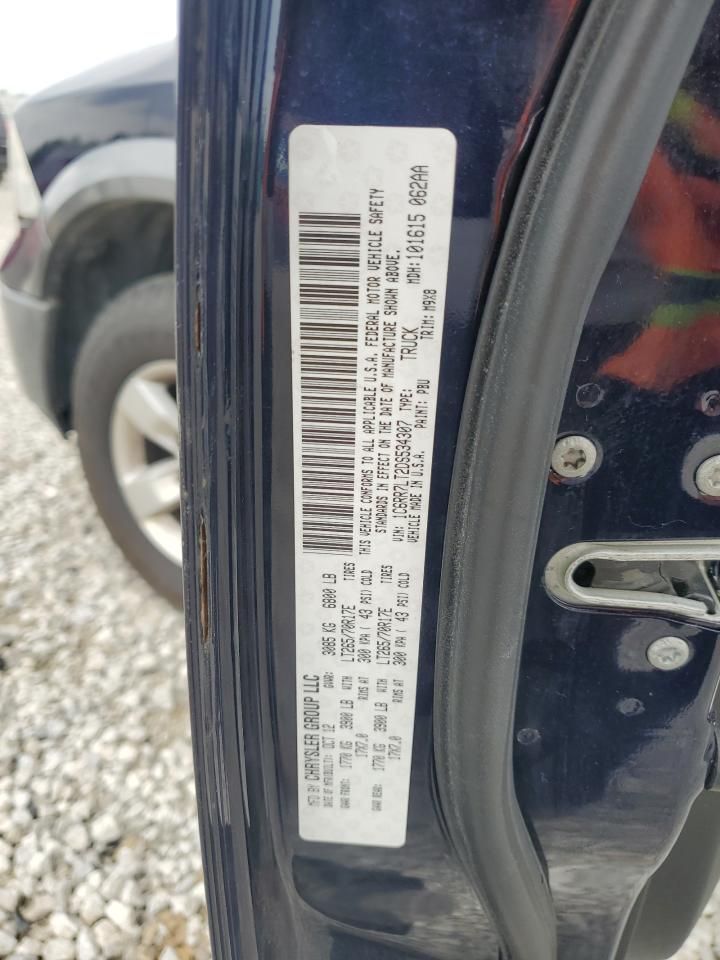 MFD BY CHRYSLER GROUP LLC
DATE OF MFR/BUILT: OCT 12 GVWR: 3085 KG 6800 LB
GAWR FRONT: 1770 KG 3900 LB WITH LT265/70R17E TIRES
17X7.0 RIMS AT 300 KPA ( 43 PSI) COLD
GAWR REAR: 1770 KG 3900 LB WITH LT265/70R17E TIRES
17X7.0 RIMS AT 300 KPA ( 43 PSI) COLD
THIS VEHICLE CONFORMS TO ALL APPLICABLE U.S.A. FEDERAL MOTOR VEHICLE SAFETY
STANDARDS IN EFFECT ON THE DATE OF MANUFACTURE SHOWN ABOVE.
VIN: 1C6RR7LT2DS534307 TYPE: TRUCK MDH: 101615 062AA
VEHICLE MADE IN U.S.A. PAINT: PBU TRIM: M9X8